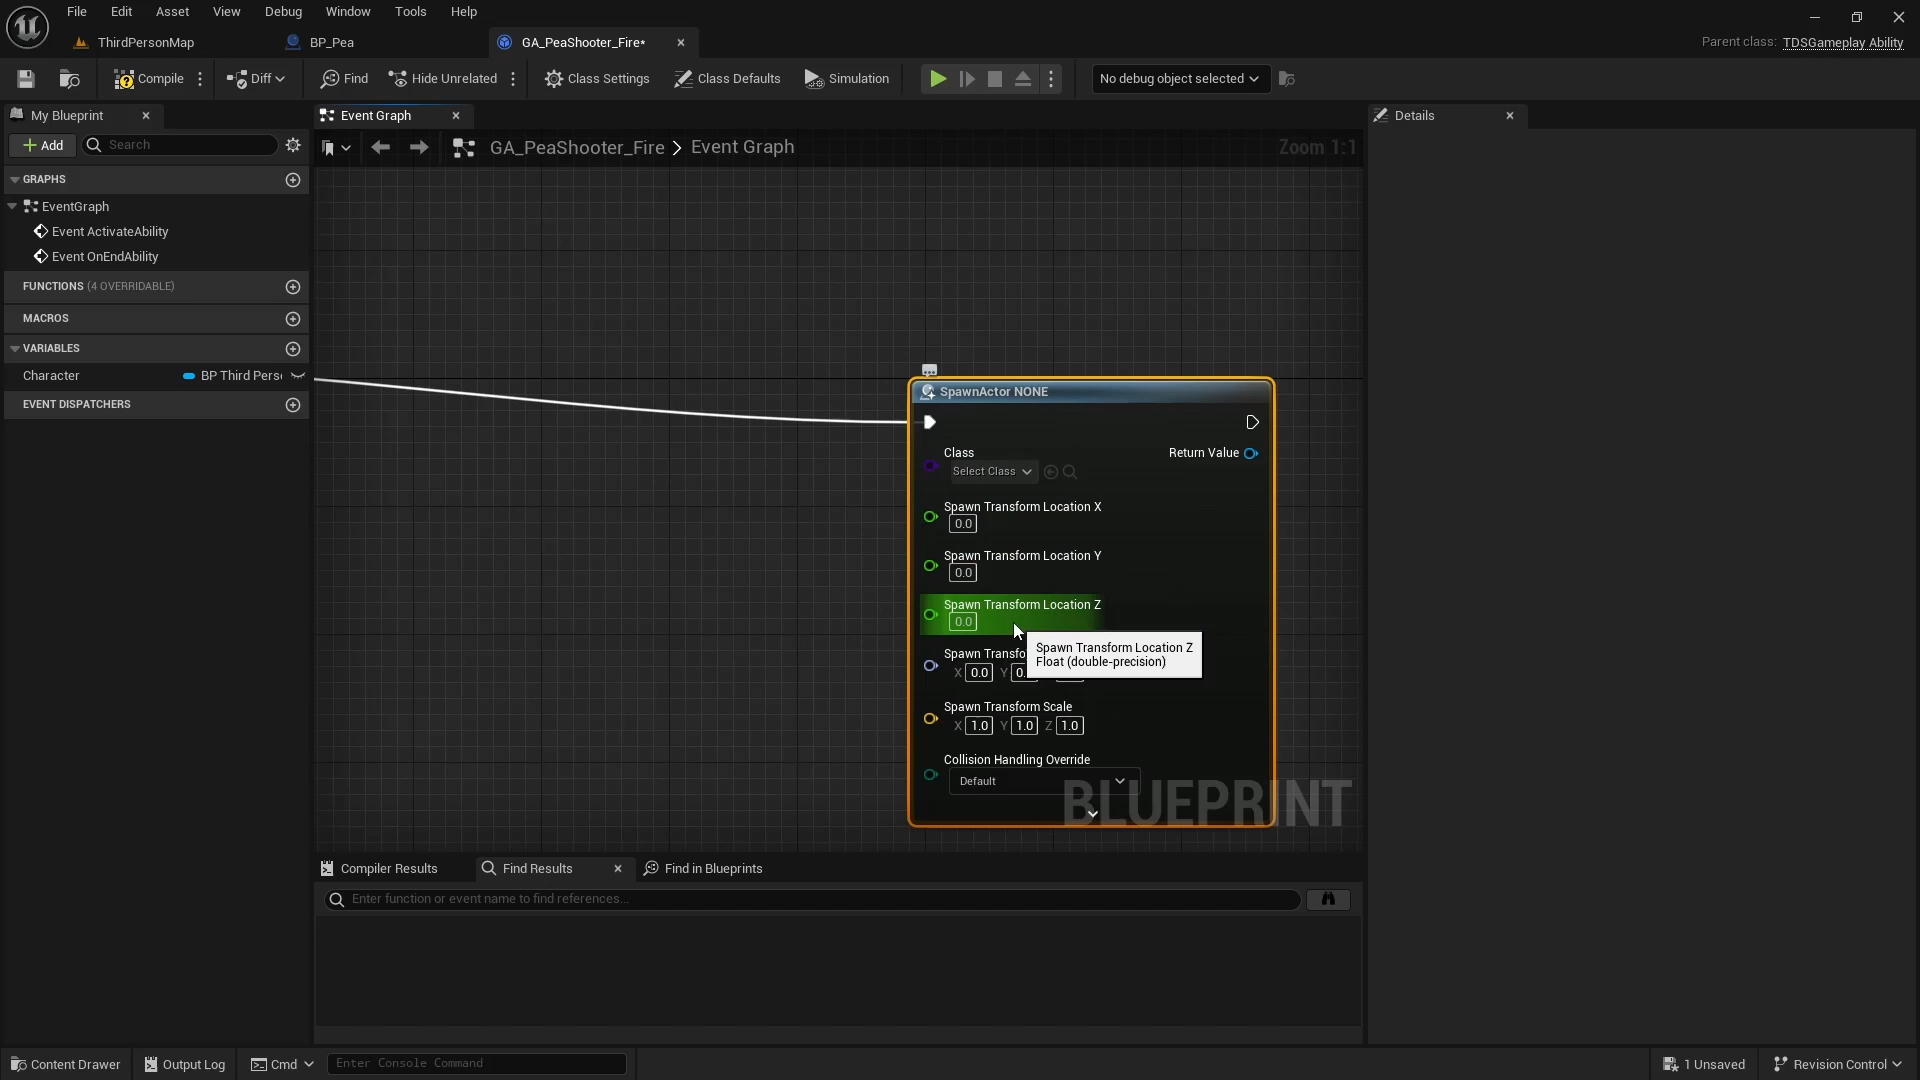 File Edit Asset View Debug Window Tools Help
ThirdPersonMap BP_Pea GA_PeaShooter_Fire* Parent class: TDSGameplay Ability
Compile Diff Find Hide Unrelated Class Settings Class Defaults Simulation No debug object selected
My Blueprint Event Graph Details
Add Search GA_PeaShooter_Fire > Event Graph Zoom 1:1
GRAPHS
EventGraph
Event ActivateAbility
Event OnEndAbility
FUNCTIONS (4 OVERRIDABLE)
MACROS
VARIABLES
Character BP Third Pers
EVENT DISPATCHERS
SpawnActor NONE
Class Return Value
Select Class
Spawn Transform Location X
0.0
Spawn Transform Location Y
0.0
Spawn Transform Location Z
0.0
Spawn Transfo
X 0.0 Y 0.
Spawn Transform Location Z
Float (double-precision)
Spawn Transform Scale
X 1.0 Y 1.0 Z 1.0
Collision Handling Override
Default
BLUEPRINT
Compiler Results Find Results Find in Blueprints
Enter function or event name to find references...
Content Drawer Output Log Cmd Enter Console Command 1 Unsaved Revision Control